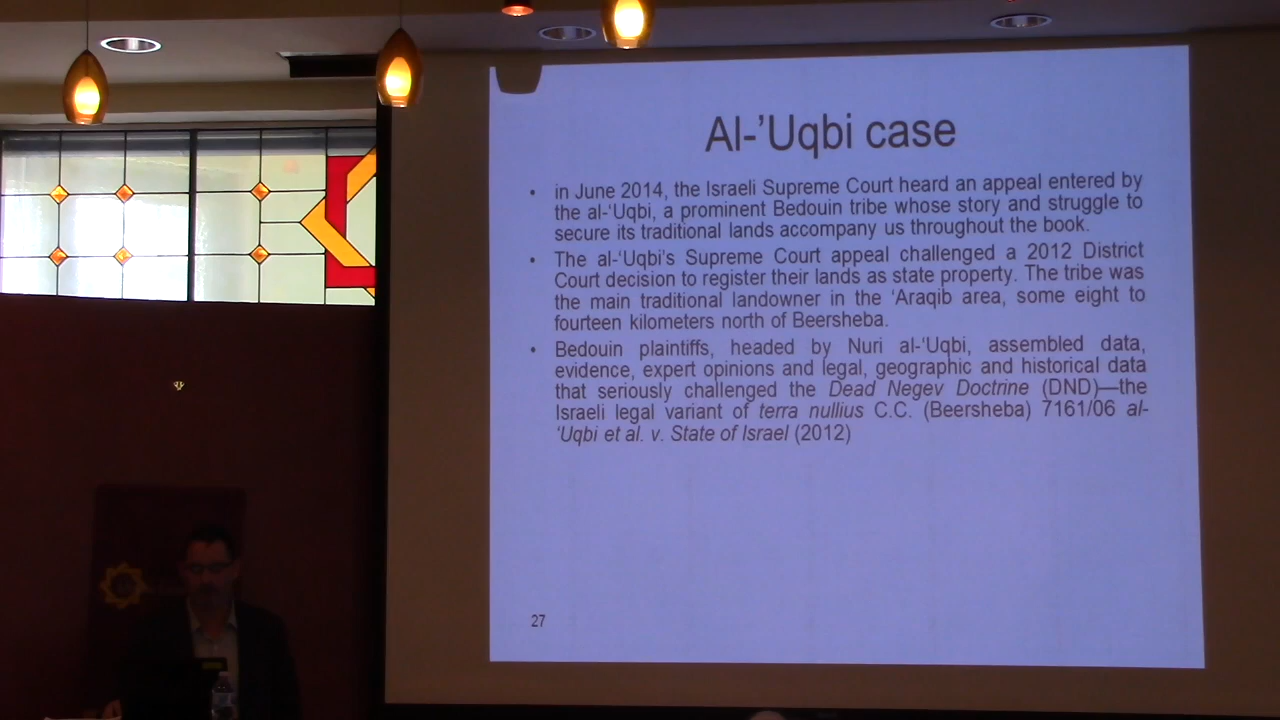 Al-’Uqbi case
• in June 2014, the Israeli Supreme Court heard an appeal entered by
the al-‘Uqbi, a prominent Bedouin tribe whose story and struggle to
secure its traditional lands accompany us throughout the book.
• The al-‘Uqbi’s Supreme Court appeal challenged a 2012 District
Court decision to register their lands as state property. The tribe was
the main traditional landowner in the ‘Araqib area, some eight to
fourteen kilometers north of Beersheba.
• Bedouin plaintiffs, headed by Nuri al-‘Uqbi, assembled data,
evidence, expert opinions and legal, geographic and historical data
that seriously challenged the Dead Negev Doctrine (DND)—the
Israeli legal variant of terra nullius C.C. (Beersheba) 7161/06 al-
‘Uqbi et al. v. State of Israel (2012)
27